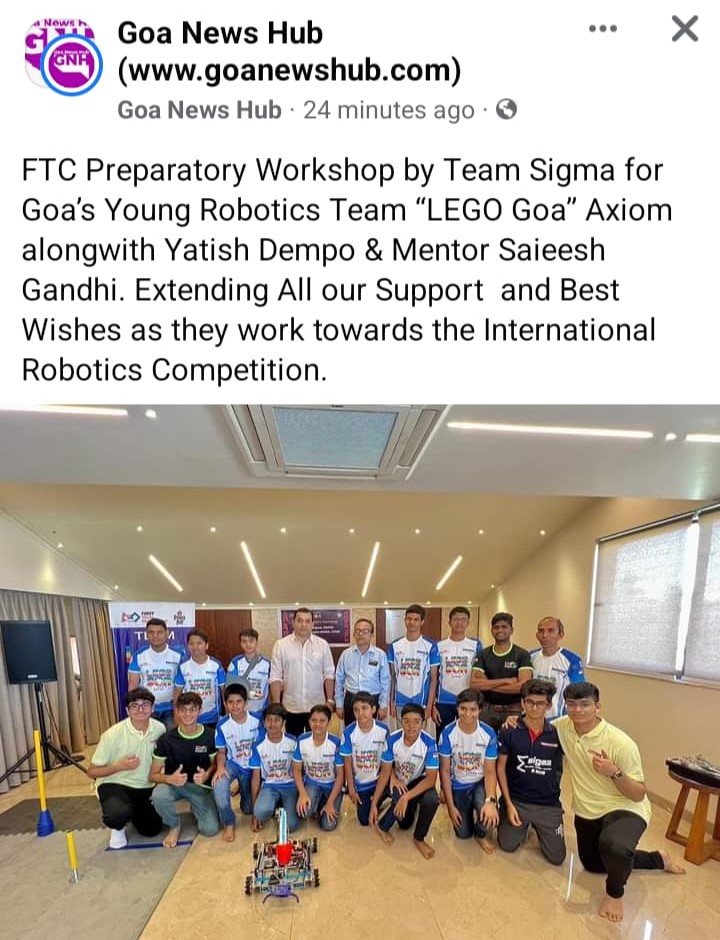 Goa News Hub
(www.goanewshub.com)
Goa News Hub · 24 minutes ago ·
FTC Preparatory Workshop by Team Sigma for
Goa's Young Robotics Team “LEGO Goa” Axiom
alongwith Yatish Dempo & Mentor Saieesh
Gandhi. Extending All our Support  and Best
Wishes as they work towards the International
Robotics Competition.
GNH
FIRST
sigma